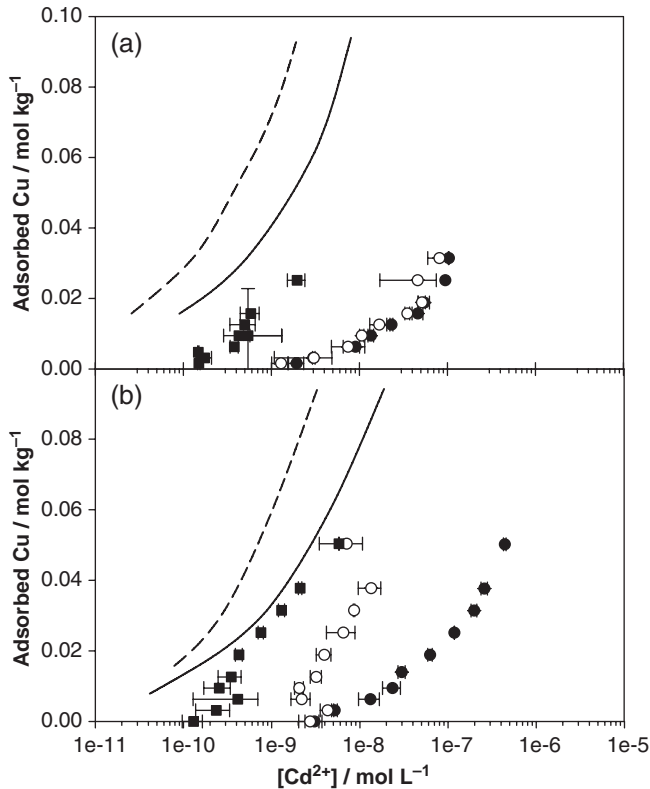 0.10
(a)
0.08
0.06
0.04
0.02
0.00
Adsorbed Cu / mol kg⁻¹
(b)
0.08
0.06
0.04
0.02
0.00
Adsorbed Cu / mol kg⁻¹
1e-11 1e-10 1e-9 1e-8 1e-7 1e-6 1e-5
[Cd²⁺] / mol L⁻¹